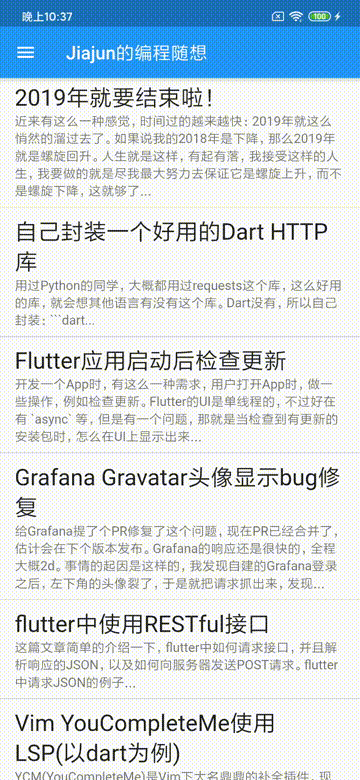 晚上10:37
100
Jiajun的编程随想
2019年就要结束啦！
近来有这么一种感觉，时间过的越来越快：2019年就这么
悄然的溜过去了。如果说我的2018年是下降，那么2019年
就是螺旋回升。人生就是这样，有起有落，我接受这样的人
生，我要做的就是尽我最大努力去保证它是螺旋上升，而不
是螺旋下降，这就够了...
自己封装一个好用的Dart HTTP
库
用过Python的同学，大概都用过requests这个库，这么好用
的库，就会想其他语言有没有这个库。Dart没有，所以自己
封装：```dart...
Flutter应用启动后检查更新
开发一个App时，有这么一种需求，用户打开App时，做一
些操作，例如检查更新。Flutter的UI是单线程的，不过好在
有 `async` 等，但是有一个问题，那就是当检查到有更新的
安装包时，怎么在UI上显示出来...
Grafana Gravatar头像显示bug修
复
给Grafana提了个PR修复了这个问题，现在PR已经合并了，
估计会在下个版本发布。Grafana的响应还是很快的，全程
大概2d。事情的起因是这样的，我发现自建的Grafana登录
之后，左下角的头像裂了，于是就把请求抓出来，发现...
flutter中使用RESTful接口
这篇文章简单的介绍一下，flutter中如何请求接口，并且解
析响应的JSON，以及如何向服务器发送POST请求。flutter
中请求JSON的例子...
Vim YouCompleteMe使用
LSP(以dart为例)
YCM(YouCompleteMe)是Vim下大名鼎鼎的补全插件，现